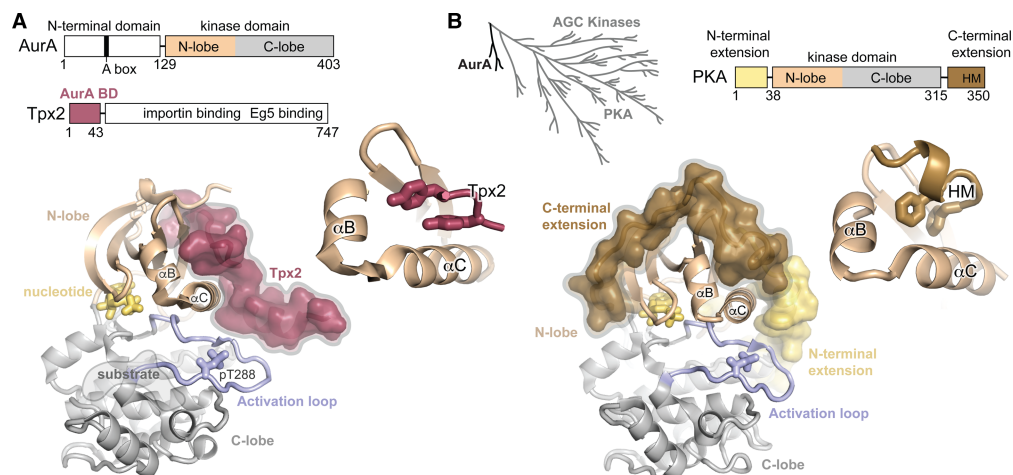 A
N-terminal domain
kinase domain
AurA
N-lobe
C-lobe
1
A box
129
403
AurA BD
Tpx2
importin binding
Eg5 binding
1
43
747
N-lobe
αB
αC
Tpx2
nucleotide
substrate
pT288
Activation loop
C-lobe
αB
Tpx2
αC
B
AGC Kinases
AurA
PKA
N-terminal
extension
kinase domain
C-terminal
extension
PKA
N-lobe
C-lobe
HM
1
38
315
350
C-terminal
extension
αB
αC
N-lobe
N-terminal
extension
Activation loop
C-lobe
HM
αB
αC